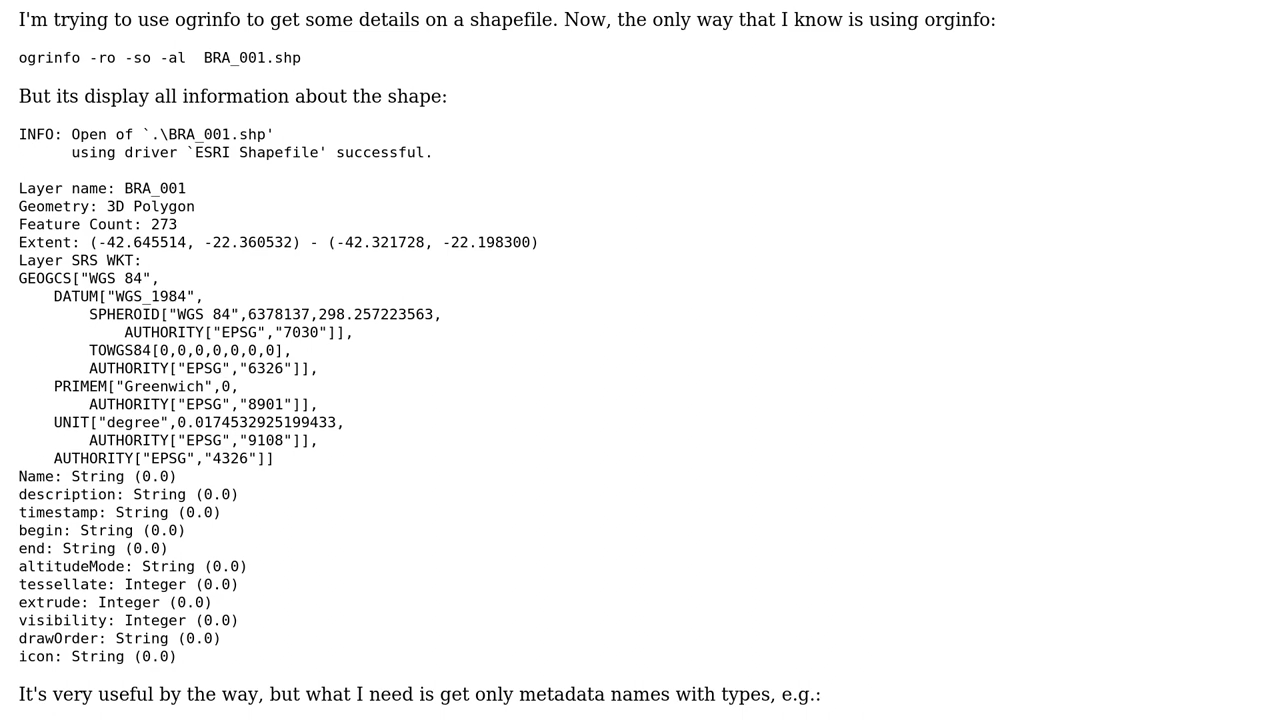 I'm trying to use ogrinfo to get some details on a shapefile. Now, the only way that I know is using orginfo:
ogrinfo -ro -so -al  BRA_001.shp
But its display all information about the shape:
INFO: Open of `.\BRA_001.shp'
      using driver `ESRI Shapefile' successful.
Layer name: BRA_001
Geometry: 3D Polygon
Feature Count: 273
Extent: (-42.645514, -22.360532) - (-42.321728, -22.198300)
Layer SRS WKT:
GEOGCS["WGS 84",
    DATUM["WGS_1984",
        SPHEROID["WGS 84",6378137,298.257223563,
            AUTHORITY["EPSG","7030"]],
        TOWGS84[0,0,0,0,0,0,0],
        AUTHORITY["EPSG","6326"]],
    PRIMEM["Greenwich",0,
        AUTHORITY["EPSG","8901"]],
    UNIT["degree",0.0174532925199433,
        AUTHORITY["EPSG","9108"]],
    AUTHORITY["EPSG","4326"]]
Name: String (0.0)
description: String (0.0)
timestamp: String (0.0)
begin: String (0.0)
end: String (0.0)
altitudeMode: String (0.0)
tessellate: Integer (0.0)
extrude: Integer (0.0)
visibility: Integer (0.0)
drawOrder: String (0.0)
icon: String (0.0)
It's very useful by the way, but what I need is get only metadata names with types, e.g.: